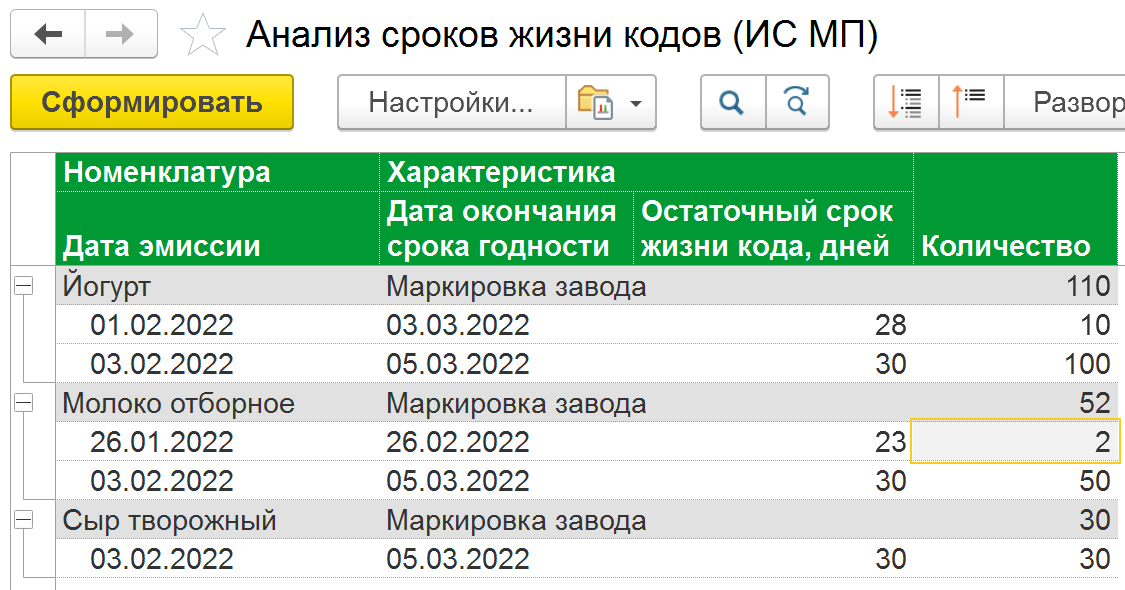 Анализ сроков жизни кодов (ИС МП)
Сформировать Настройки... Развор
Номенклатура Характеристика
Дата эмиссии Дата окончания срока годности Остаточный срок жизни кода, дней Количество
Йогурт Маркировка завода 110
01.02.2022 03.03.2022 28 10
03.02.2022 05.03.2022 30 100
Молоко отборное Маркировка завода 52
26.01.2022 26.02.2022 23 2
03.02.2022 05.03.2022 30 50
Сыр творожный Маркировка завода 30
03.02.2022 05.03.2022 30 30